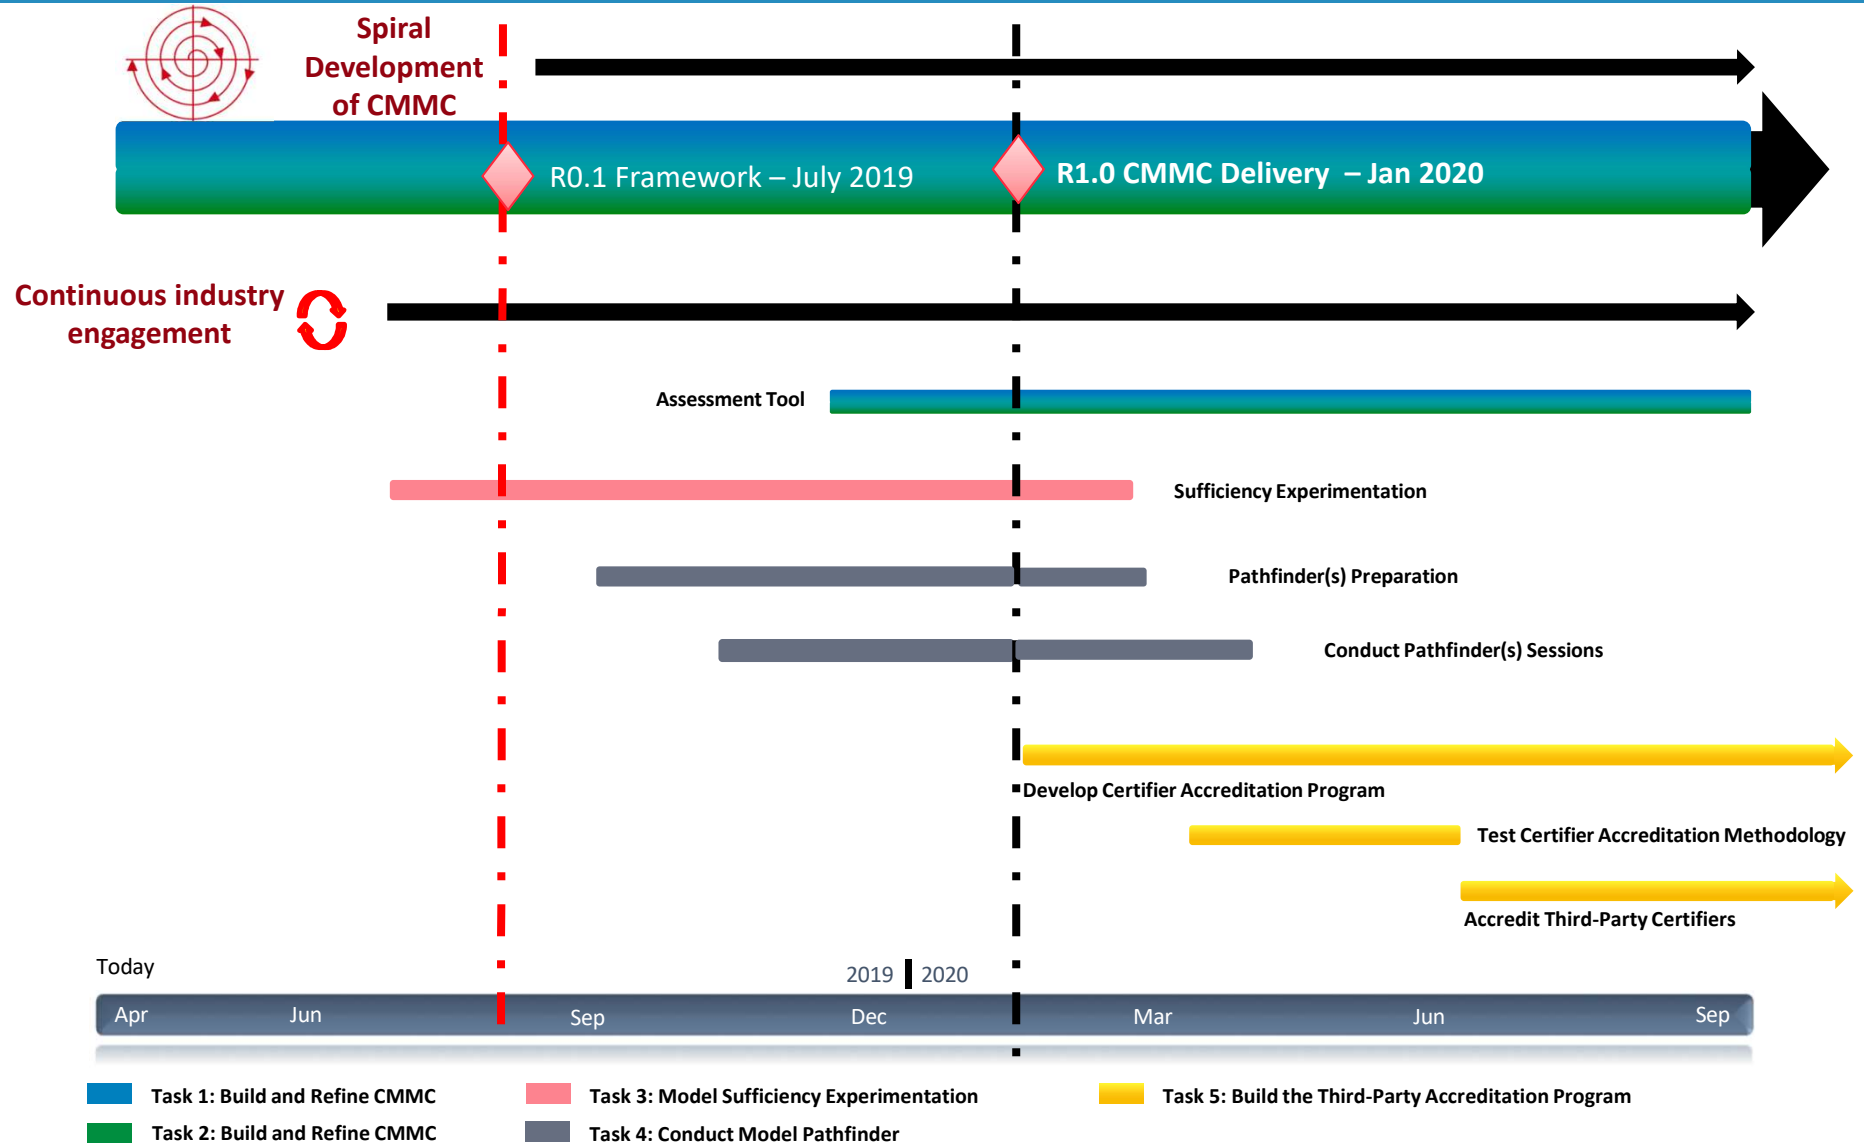 Spiral
Development
of CMMC
R0.1 Framework – July 2019
R1.0 CMMC Delivery – Jan 2020
Continuous industry
engagement
Assessment Tool
Sufficiency Experimentation
Pathfinder(s) Preparation
Conduct Pathfinder(s) Sessions
Develop Certifier Accreditation Program
Test Certifier Accreditation Methodology
Accredit Third-Party Certifiers
Today
2019
2020
Apr
Jun
Sep
Dec
Mar
Jun
Sep
Task 1: Build and Refine CMMC
Task 2: Build and Refine CMMC
Task 3: Model Sufficiency Experimentation
Task 4: Conduct Model Pathfinder
Task 5: Build the Third-Party Accreditation Program